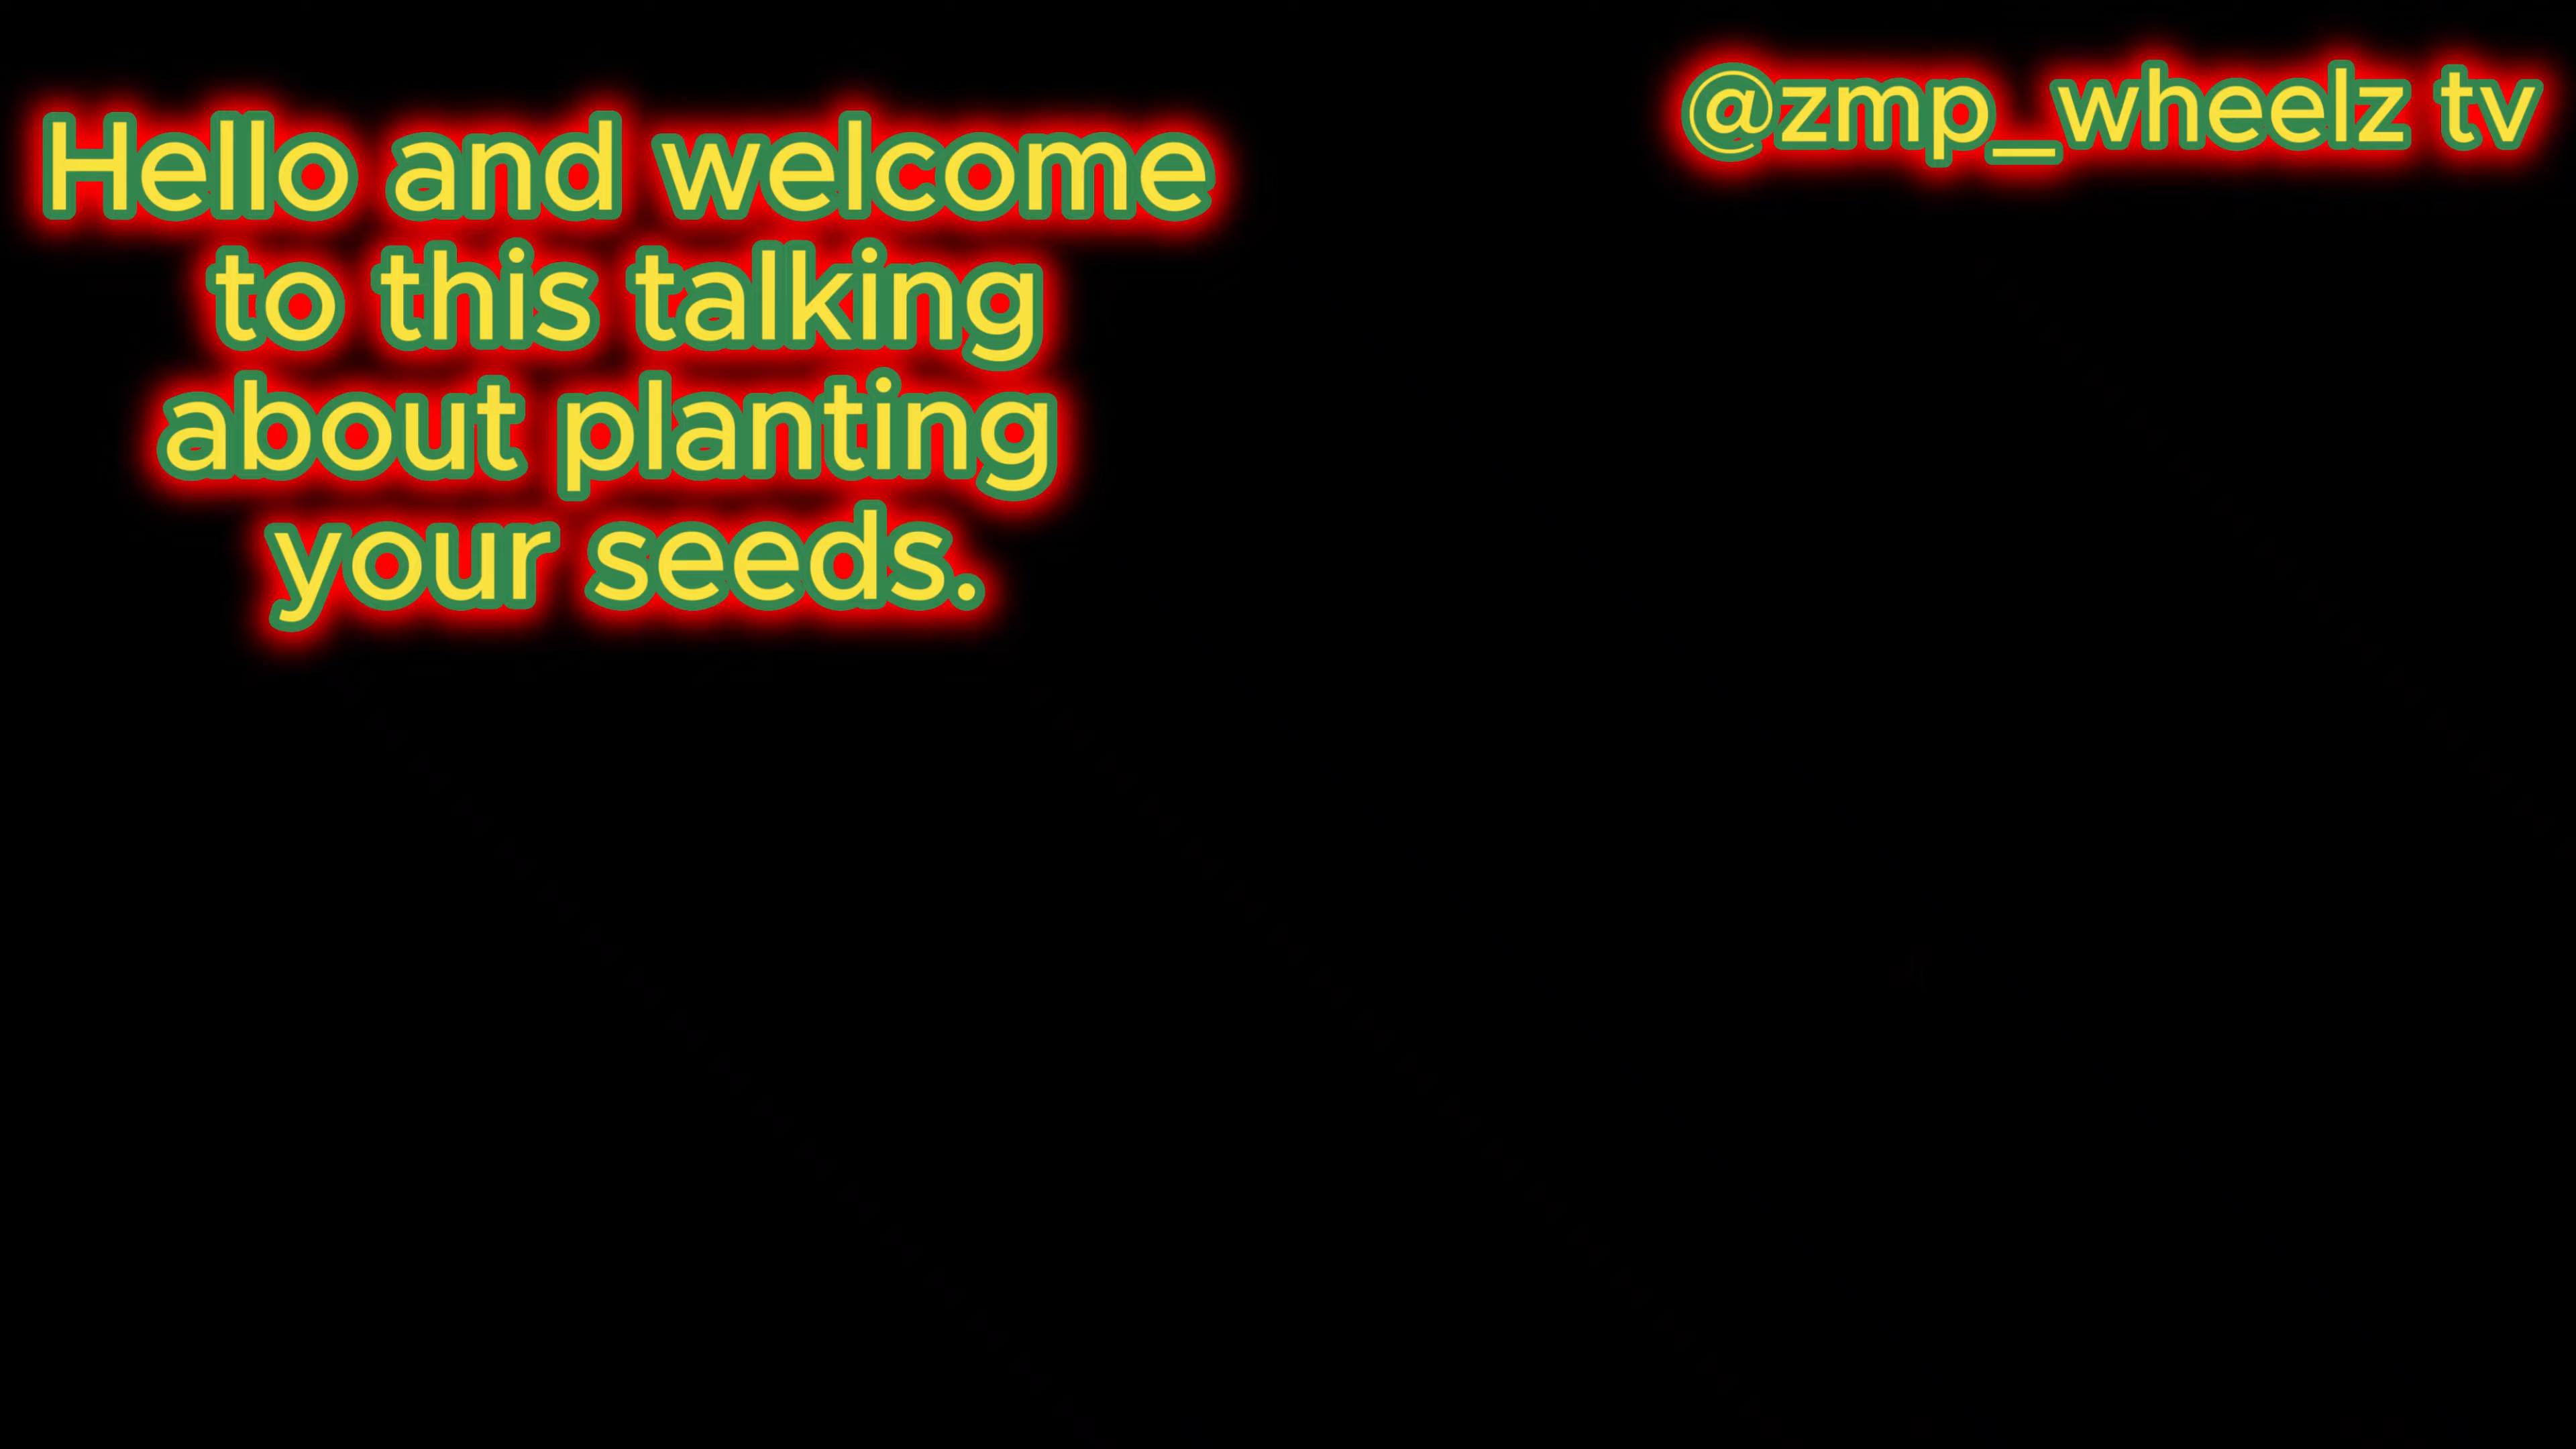 Hello and welcome
to this talking
about planting
your seeds.
@zmp_wheelz tv